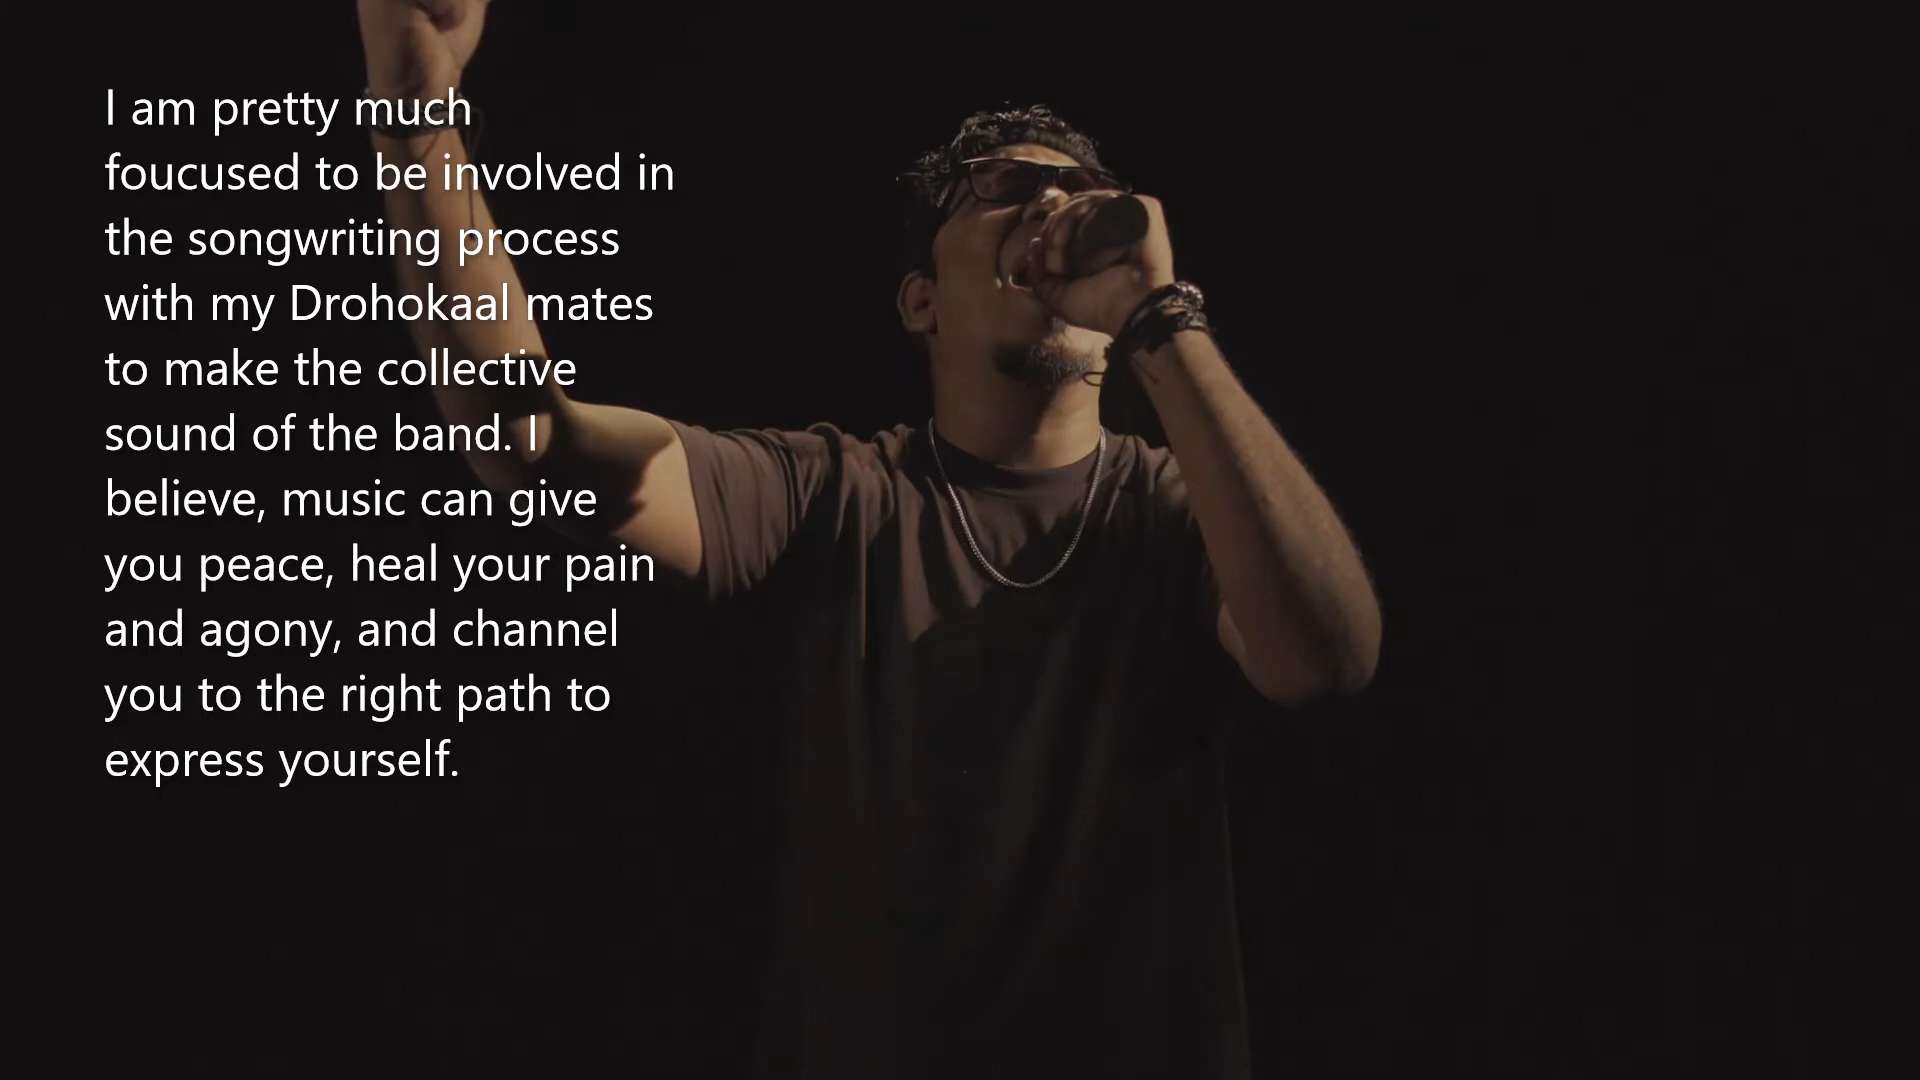 I am pretty much
foucused to be involved in
the songwriting process
with my Drohokaal mates
to make the collective
sound of the band. I
believe, music can give
you peace, heal your pain
and agony, and channel
you to the right path to
express yourself.